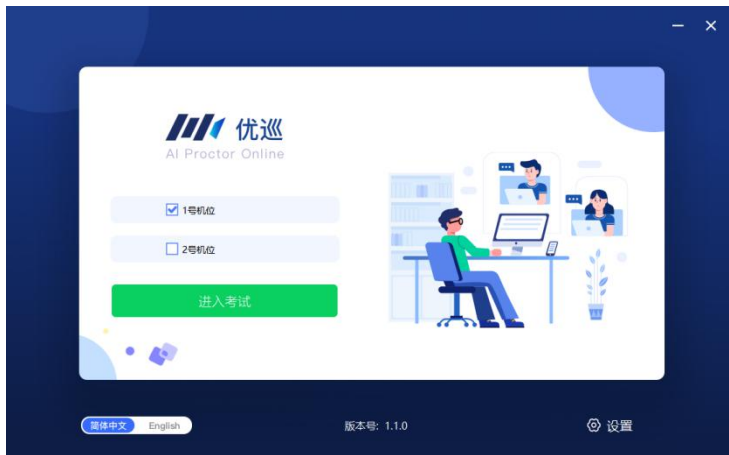 优巡
AI Proctor Online
1号机位
2号机位
进入考试
简体中文 English
版本号: 1.1.0
设置